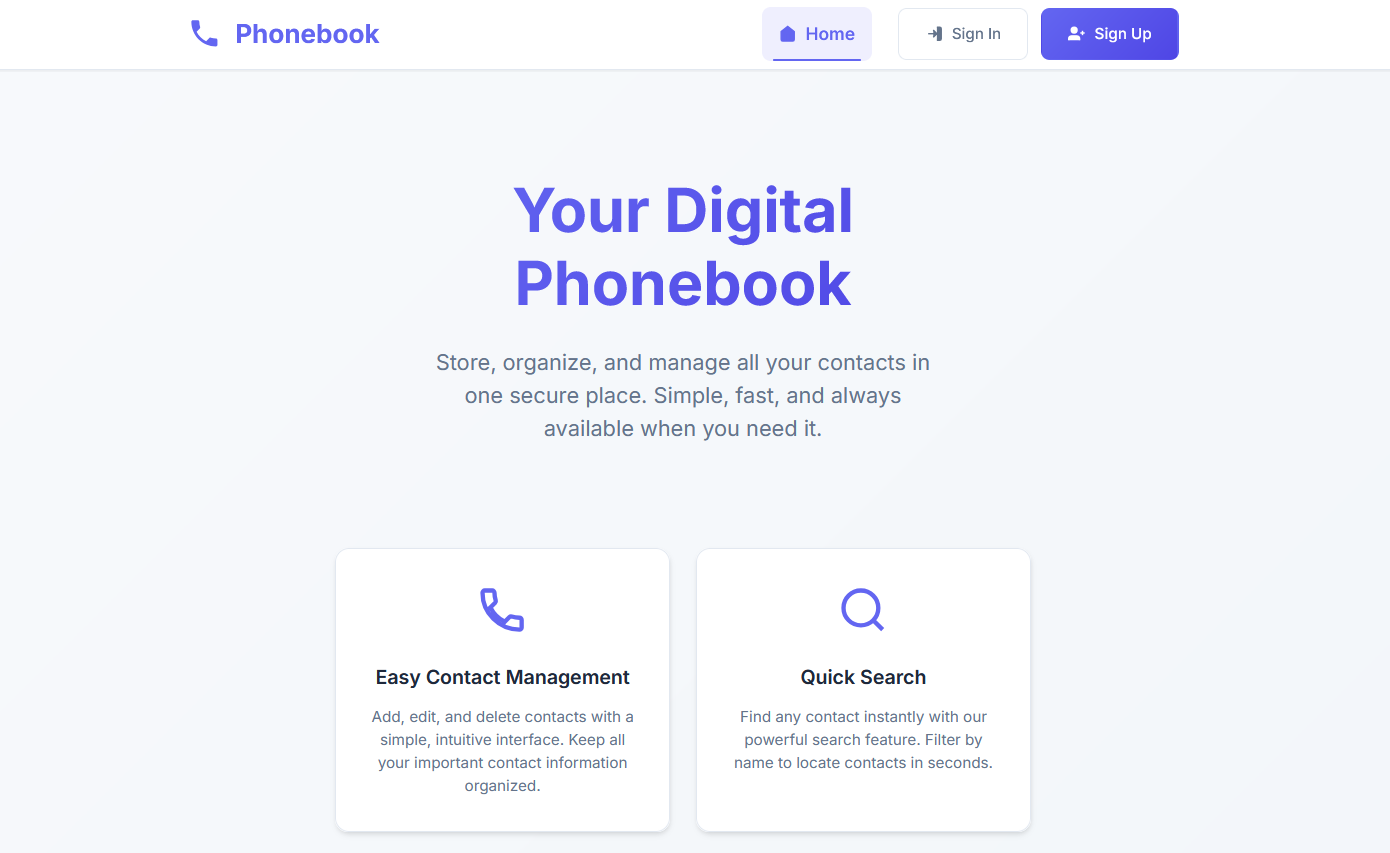 Phonebook
Home
Sign In
Sign Up
Your Digital
Phonebook
Store, organize, and manage all your contacts in
one secure place. Simple, fast, and always
available when you need it.
Easy Contact Management
Add, edit, and delete contacts with a
simple, intuitive interface. Keep all
your important contact information
organized.
Quick Search
Find any contact instantly with our
powerful search feature. Filter by
name to locate contacts in seconds.